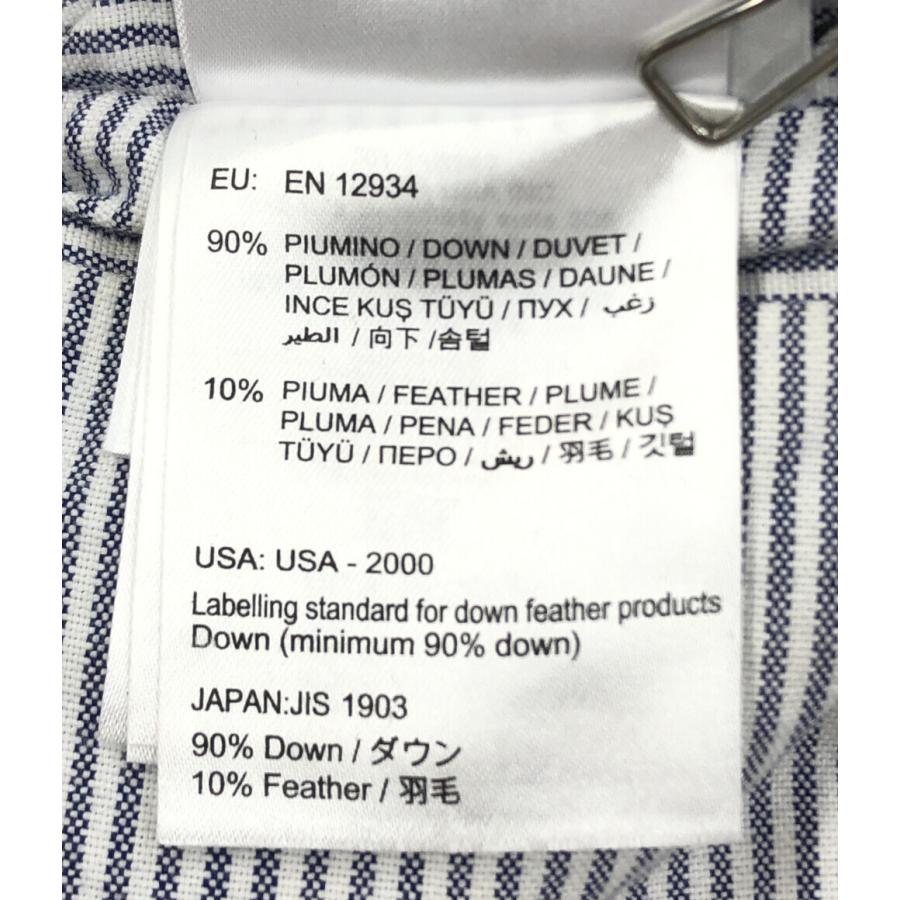 EU: EN 12934
90% PIUMINO / DOWN / DUVET /
PLUMÓN / PLUMAS / DAUNE /
INCE KUŞ TÜYÜ / ПУХ / زغب
الطير / 向下 /솜털
10% PIUMA / FEATHER / PLUME /
PLUMA / PENA / FEDER / KUŞ
TÜYÜ / ПЕРО / ريش / 羽毛 / 깃털
USA: USA - 2000
Labelling standard for down feather products
Down (minimum 90% down)
JAPAN:JIS 1903
90% Down / ダウン
10% Feather / 羽毛